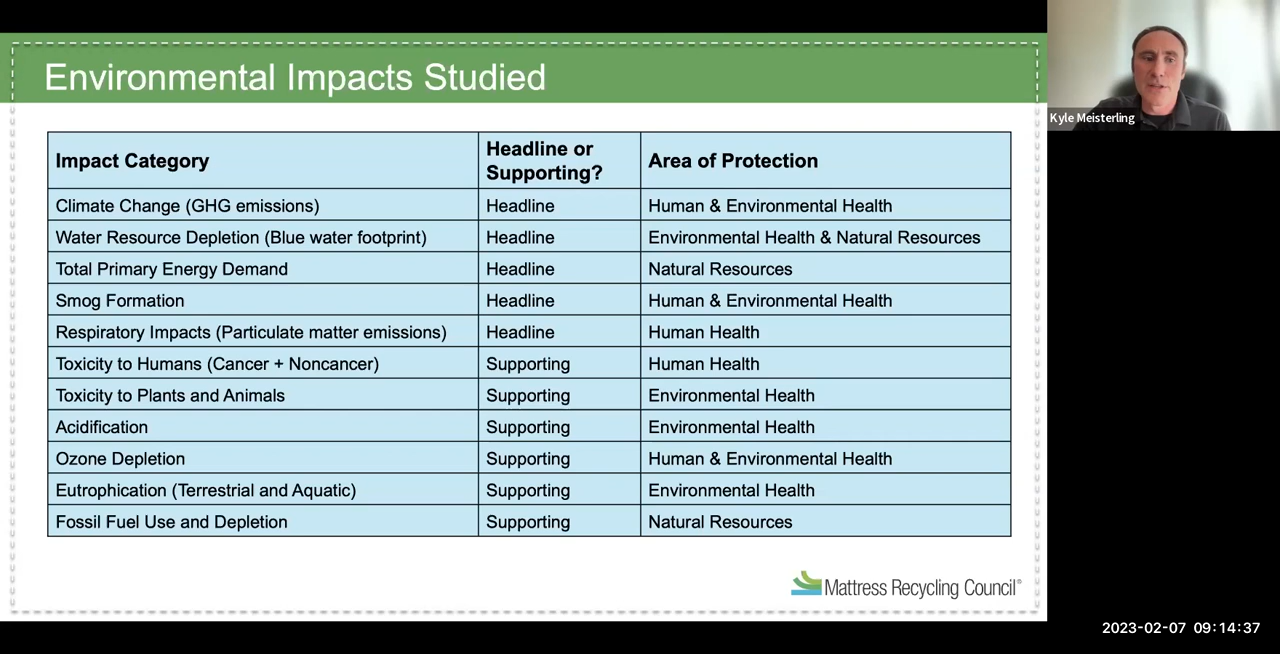 Environmental Impacts Studied
Kyle Meisterling
Impact Category
Headline or
Supporting?
Area of Protection
Climate Change (GHG emissions) Headline Human & Environmental Health
Water Resource Depletion (Blue water footprint) Headline Environmental Health & Natural Resources
Total Primary Energy Demand Headline Natural Resources
Smog Formation Headline Human & Environmental Health
Respiratory Impacts (Particulate matter emissions) Headline Human Health
Toxicity to Humans (Cancer + Noncancer) Supporting Human Health
Toxicity to Plants and Animals Supporting Environmental Health
Acidification Supporting Environmental Health
Ozone Depletion Supporting Human & Environmental Health
Eutrophication (Terrestrial and Aquatic) Supporting Environmental Health
Fossil Fuel Use and Depletion Supporting Natural Resources
Mattress Recycling Council®
2023-02-07 09:14:37